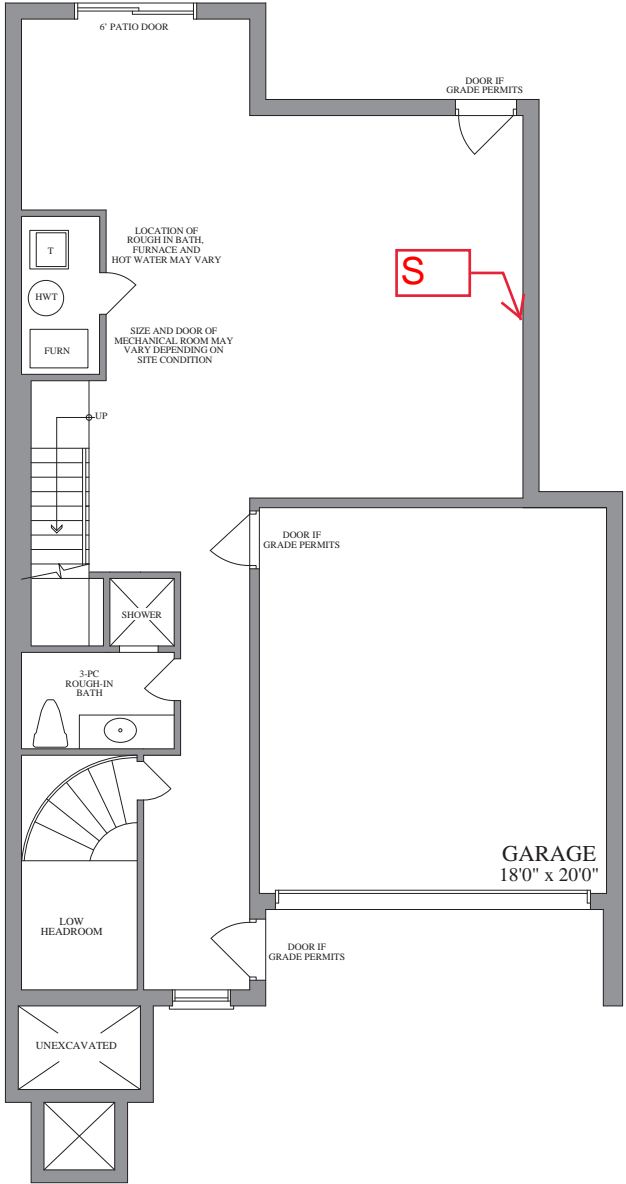 6' PATIO DOOR
DOOR IF
GRADE PERMITS
LOCATION OF
ROUGH IN BATH,
FURNACE AND
HOT WATER MAY VARY
T
S
HWT
SIZE AND DOOR OF
MECHANICAL ROOM MAY
VARY DEPENDING ON
SITE CONDITION
FURN
UP
DOOR IF
GRADE PERMITS
SHOWER
3-PC
ROUGH-IN
BATH
GARAGE
18'0" x 20'0"
LOW
HEADROOM
DOOR IF
GRADE PERMITS
UNEXCAVATED